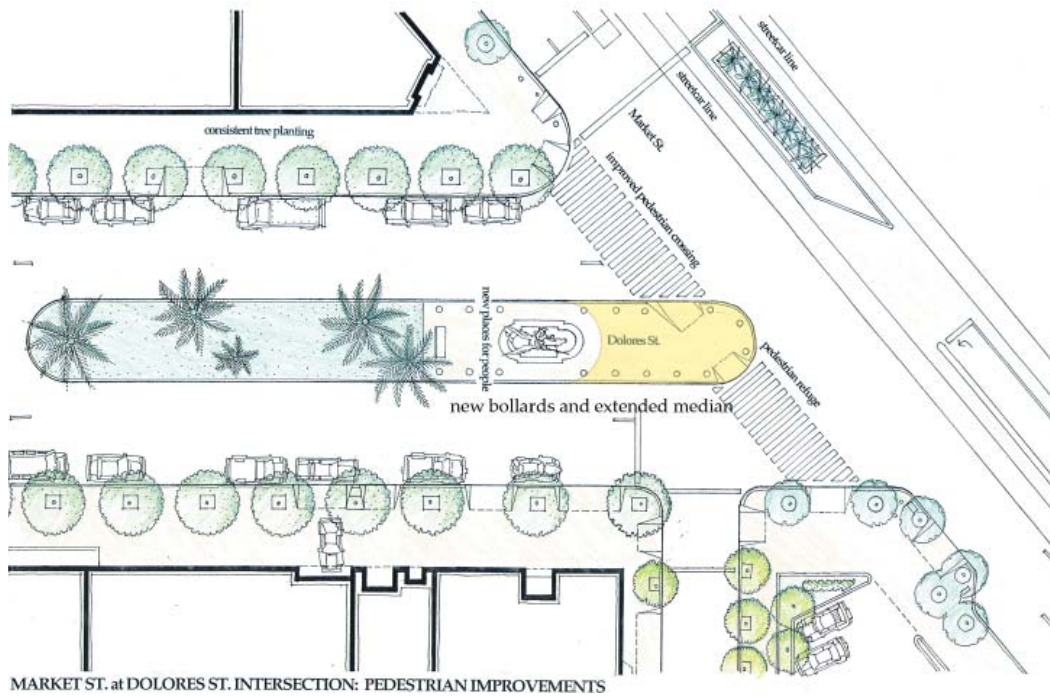 streetcar line
streetcar line
Market St.
consistent tree planting
improved pedestrian crossing
new places for people
Dolores St.
pedestrian refuge
new bollards and extended median
MARKET ST. at DOLORES ST. INTERSECTION: PEDESTRIAN IMPROVEMENTS